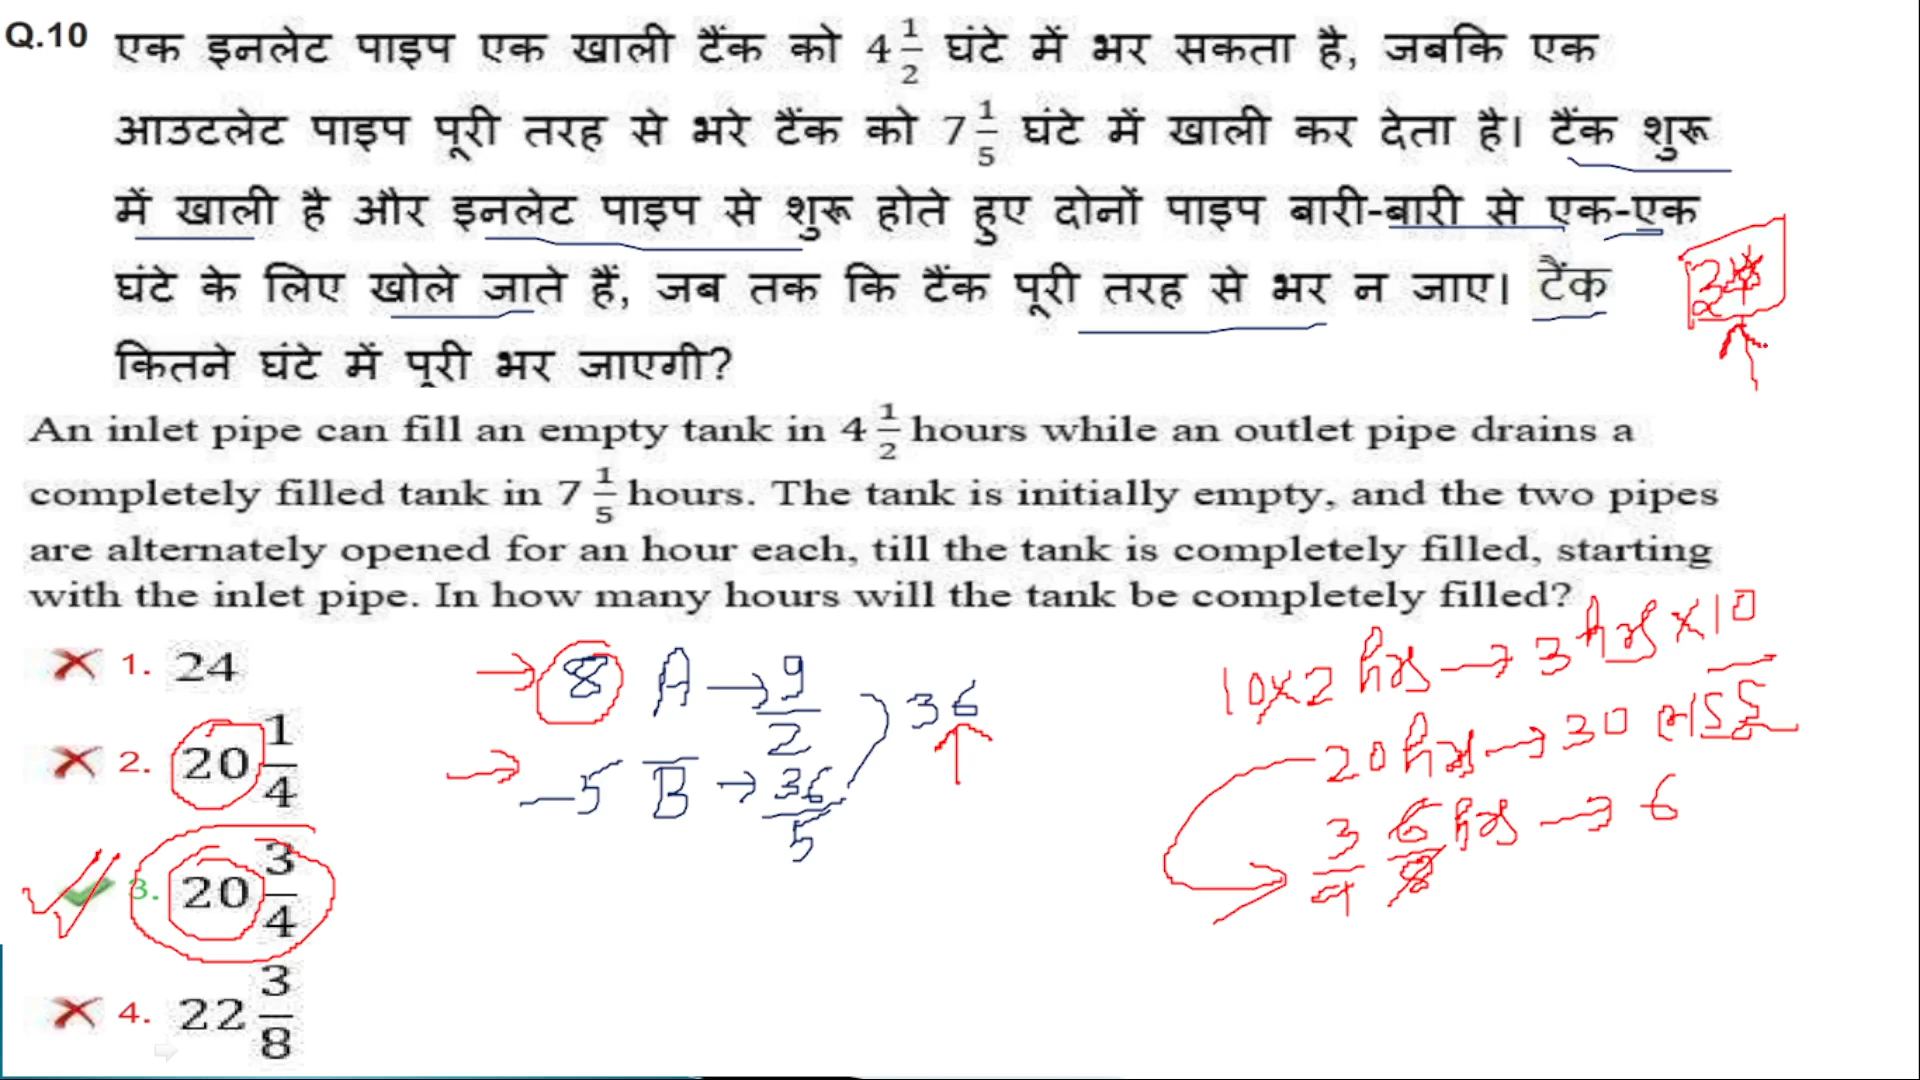 Q.10 एक इनलेट पाइप एक खाली टैंक को 4 1/2 घंटे में भर सकता है, जबकि एक
आउटलेट पाइप पूरी तरह से भरे टैंक को 7 1/5 घंटे में खाली कर देता है। टैंक शुरू
में खाली है और इनलेट पाइप से शुरू होते हुए दोनों पाइप बारी-बारी से एक-एक
घंटे के लिए खोले जाते हैं, जब तक कि टैंक पूरी तरह से भर न जाए। टैंक
कितने घंटे में पूरी भर जाएगी?
An inlet pipe can fill an empty tank in 4 1/2 hours while an outlet pipe drains a
completely filled tank in 7 1/5 hours. The tank is initially empty, and the two pipes
are alternately opened for an hour each, till the tank is completely filled, starting
with the inlet pipe. In how many hours will the tank be completely filled?
1. 24
2. 20 1/4
3. 20 3/4
4. 22 3/8
8 A → 9/2
36
-5 B → 36/5
10×2 hrs → 3 hrs ×10
20 hrs → 30
3/4 6/8 hrs → 6